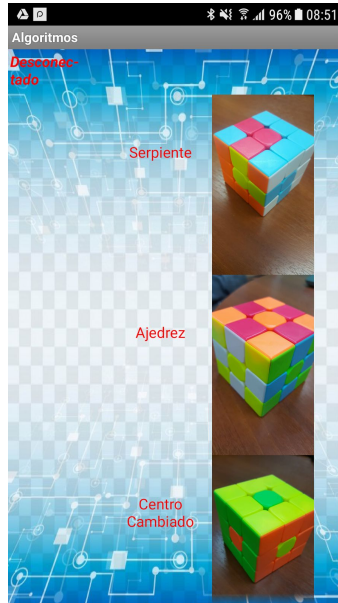 96% 08:51
Algoritmos
Desconec-
tado
Serpiente
Ajedrez
Centro
Cambiado